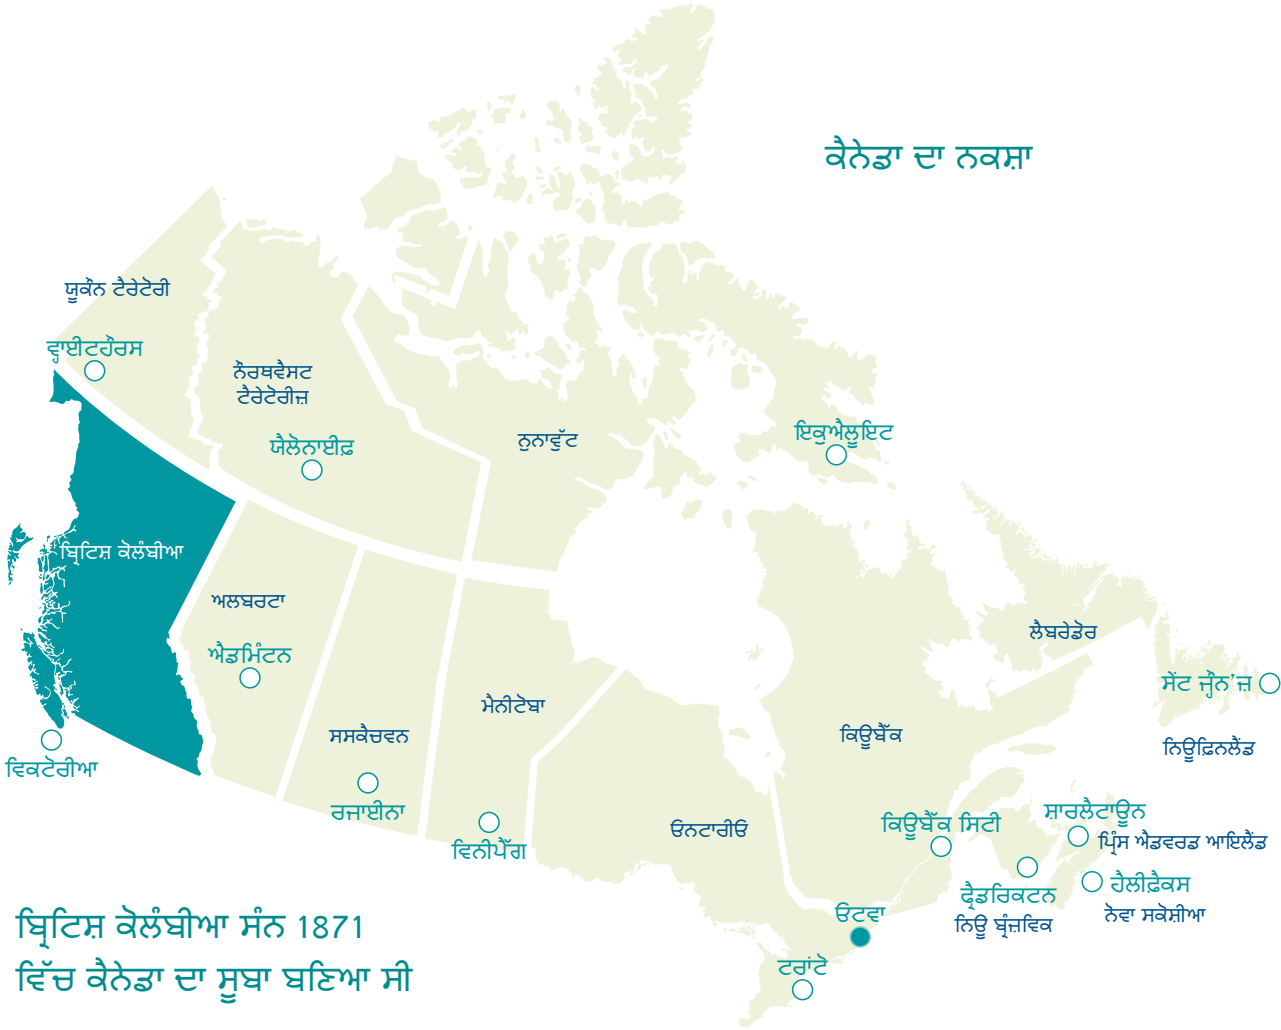 ਕੈਨੇਡਾ ਦਾ ਨਕਸ਼ਾ
ਯੂਕੌਨ ਟੈਰੇਟੋਰੀ
ਵ੍ਹਾਈਟਹੌਰਸ
ਨੌਰਥਵੈਸਟ
ਟੈਰੇਟੋਰੀਜ਼
ਯੈਲੋਨਾਈਫ਼
ਨੁਨਾਵੁੱਟ
ਇਕੁਐਲੂਇਟ
ਬ੍ਰਿਟਿਸ਼ ਕੋਲੰਬੀਆ
ਅਲਬਰਟਾ
ਐਡਮਿੰਟਨ
ਲੈਬਰੇਡੋਰ
ਸੇਂਟ ਜ੍ਹੌਨ'ਜ਼
ਮੈਨੀਟੋਬਾ
ਸਸਕੈਚਵਨ
ਕਿਊਬੈੱਕ
ਨਿਊਫ਼ਿਨਲੈਂਡ
ਵਿਕਟੋਰੀਆ
ਰਜਾਈਨਾ
ਵਿਨੀਪੈੱਗ
ਓਨਟਾਰੀਓ
ਕਿਊਬੈੱਕ ਸਿਟੀ
ਸ਼ਾਰਲੈਟਾਊਨ
ਪ੍ਰਿੰਸ ਐਡਵਰਡ ਆਇਲੈਂਡ
ਹੈਲੀਫ਼ੈਕਸ
ਨੋਵਾ ਸਕੋਸ਼ੀਆ
ਫ੍ਰੈਡਰਿਕਟਨ
ਨਿਊ ਬ੍ਰੰਜ਼ਵਿਕ
ਓਟਵਾ
ਟਰਾਂਟੋ
ਬ੍ਰਿਟਿਸ਼ ਕੋਲੰਬੀਆ ਸੰਨ 1871
ਵਿੱਚ ਕੈਨੇਡਾ ਦਾ ਸੂਬਾ ਬਣਿਆ ਸੀ